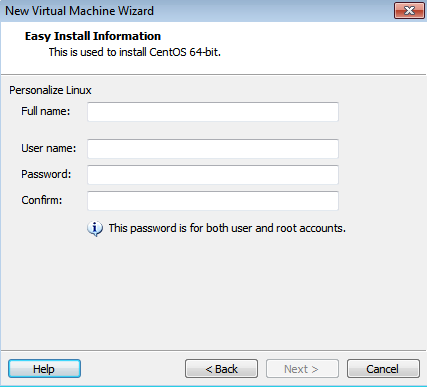 New Virtual Machine Wizard
Easy Install Information
This is used to install CentOS 64-bit.
Personalize Linux
Full name:
User name:
Password:
Confirm:
This password is for both user and root accounts.
Help
< Back
Next >
Cancel